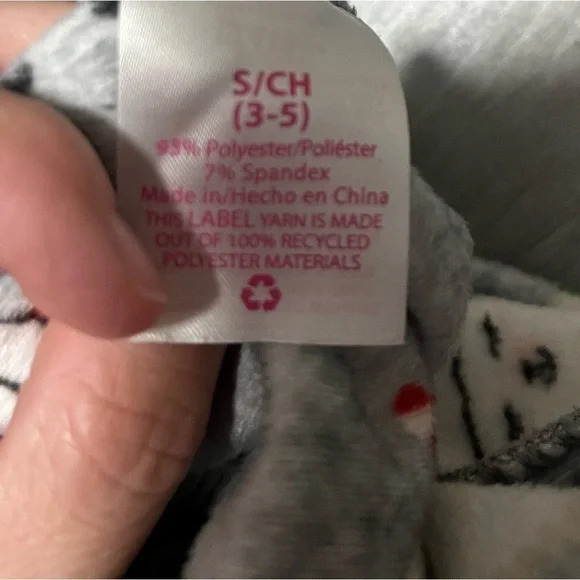 S/CH
(3-5)
93% Polyester/Poliéster
7% Spandex
Made in/Hecho en China
THIS LABEL YARN IS MADE
OUT OF 100% RECYCLED
POLYESTER MATERIALS